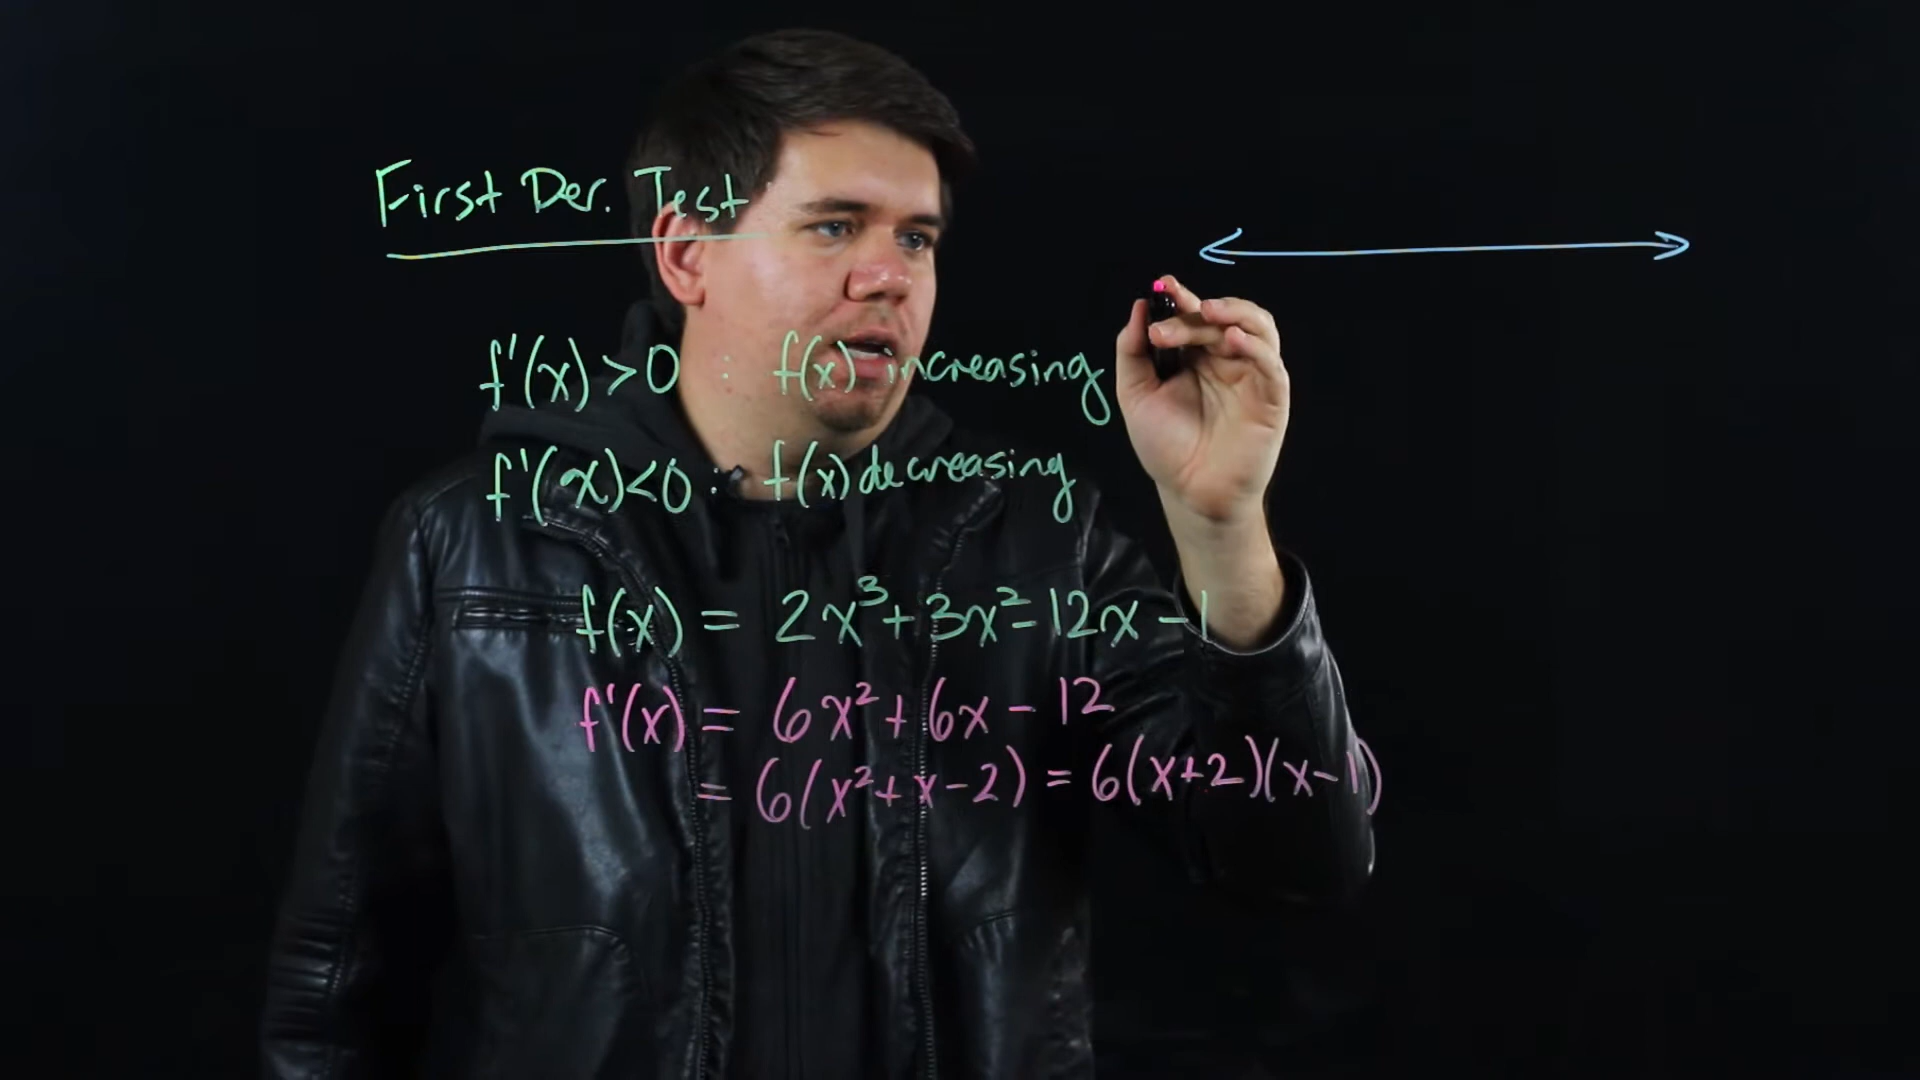 First Der. Test
f'(x)>0 : f(x) increasing
f'(x)<0 : f(x) decreasing
f(x) = 2x³+3x²-12x-1
f'(x) = 6x²+6x-12
= 6(x²+x-2) = 6(x+2)(x-1)